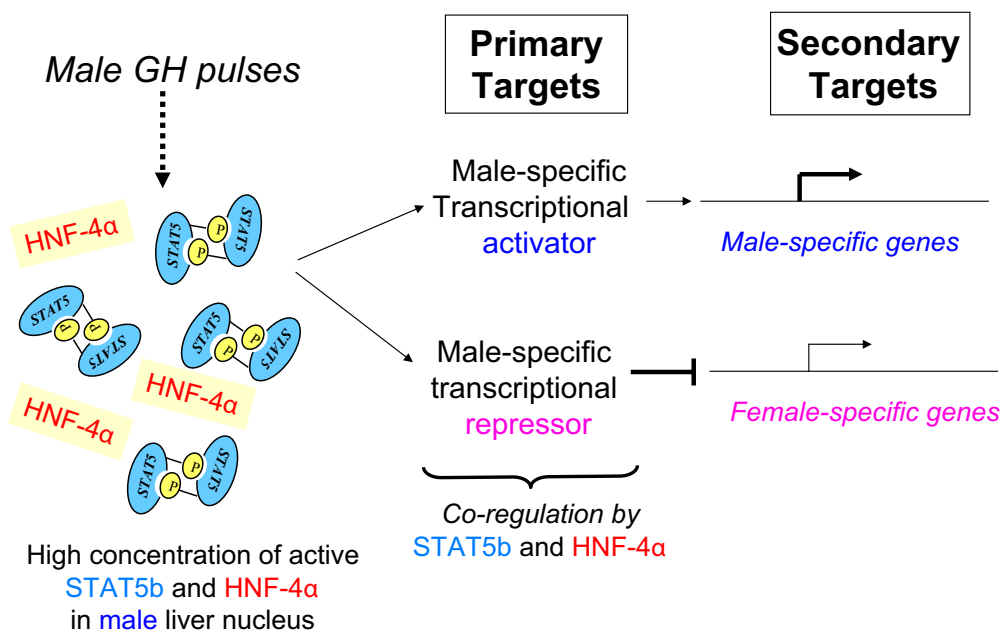 Male GH pulses
Primary
Targets
Secondary
Targets
HNF-4α
STAT5
P
P
STAT5
STAT5
P
P
STAT5
STAT5
P
P
STAT5
HNF-4α
HNF-4α
STAT5
P
P
STAT5
High concentration of active
STAT5b and HNF-4α
in male liver nucleus
Male-specific
Transcriptional
activator
Male-specific genes
Male-specific
transcriptional
repressor
Female-specific genes
Co-regulation by
STAT5b and HNF-4α